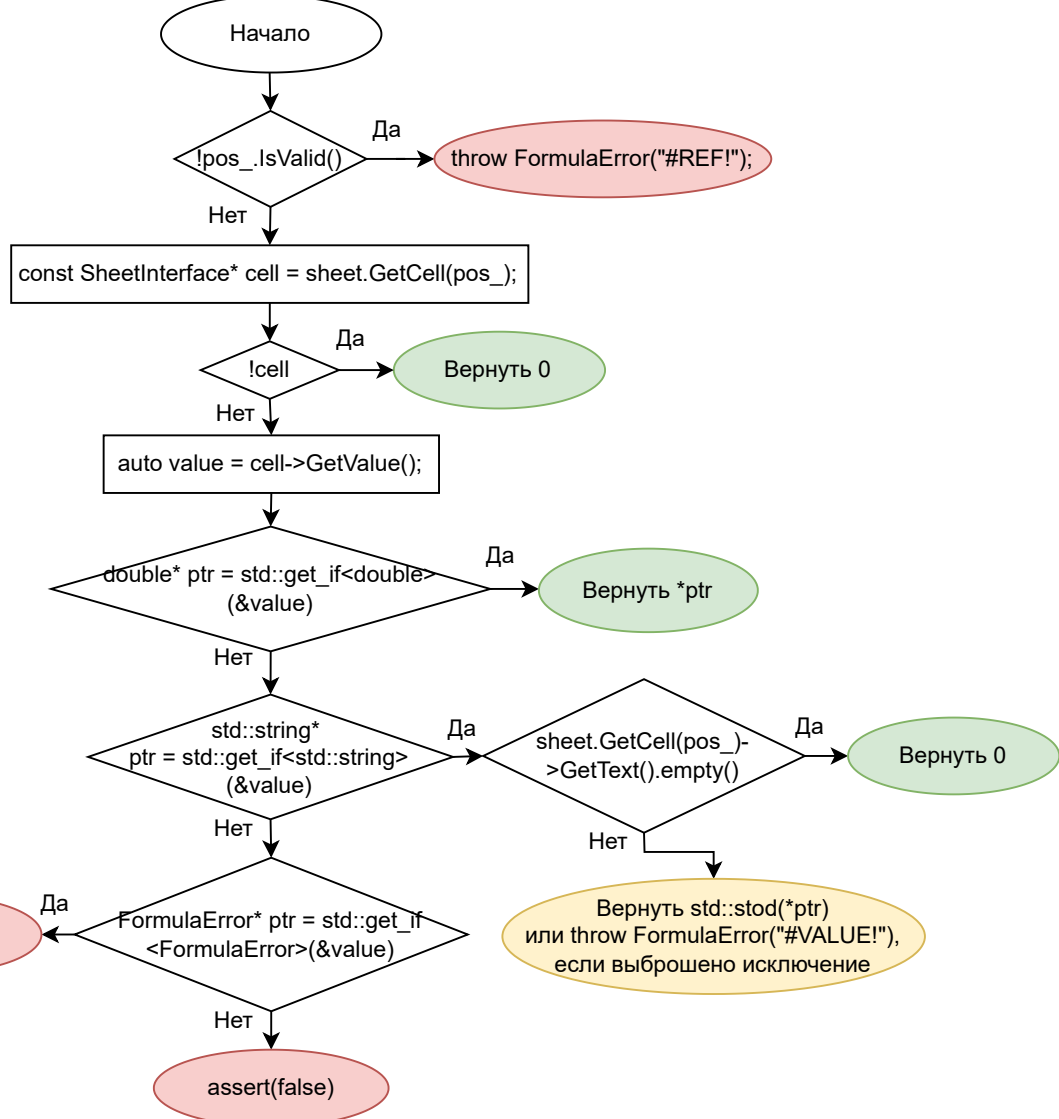 Начало
!pos_.IsValid()
Да
throw FormulaError("#REF!");
Нет
const SheetInterface* cell = sheet.GetCell(pos_);
!cell
Да
Вернуть 0
Нет
auto value = cell->GetValue();
double* ptr = std::get_if<double>
(&value)
Да
Вернуть *ptr
Нет
std::string*
ptr = std::get_if<std::string>
(&value)
Да
sheet.GetCell(pos_)-
>GetText().empty()
Да
Вернуть 0
Нет
Вернуть std::stod(*ptr)
или throw FormulaError("#VALUE!"),
если выброшено исключение
Нет
FormulaError* ptr = std::get_if
<FormulaError>(&value)
Да
Нет
assert(false)